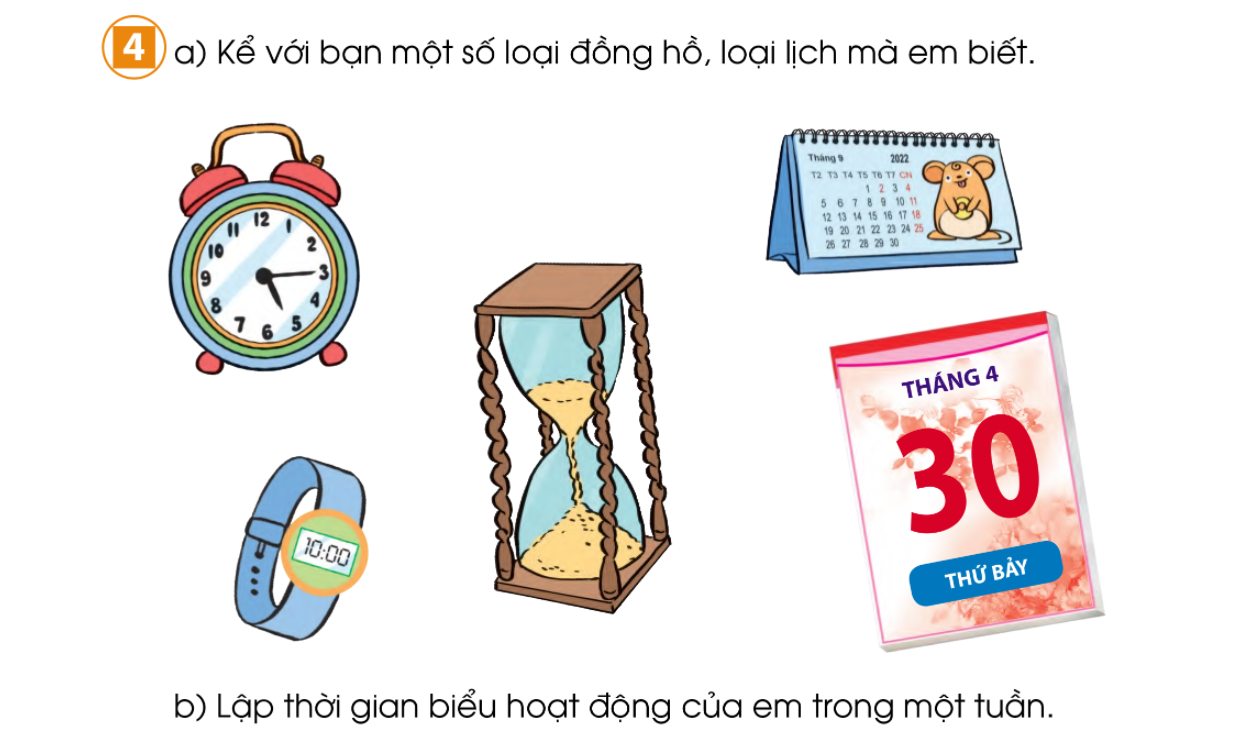 4 a) Kể với bạn một số loại đồng hồ, loại lịch mà em biết.
12
1
2
3
4
5
6
7
8
9
10
11
Tháng 9 2022
T2 T3 T4 T5 T6 T7 CN
1 2 3 4
5 6 7 8 9 10 11
12 13 14 15 16 17 18
19 20 21 22 23 24 25
26 27 28 29 30
THÁNG 4
30
THỨ BẢY
10:00
b) Lập thời gian biểu hoạt động của em trong một tuần.